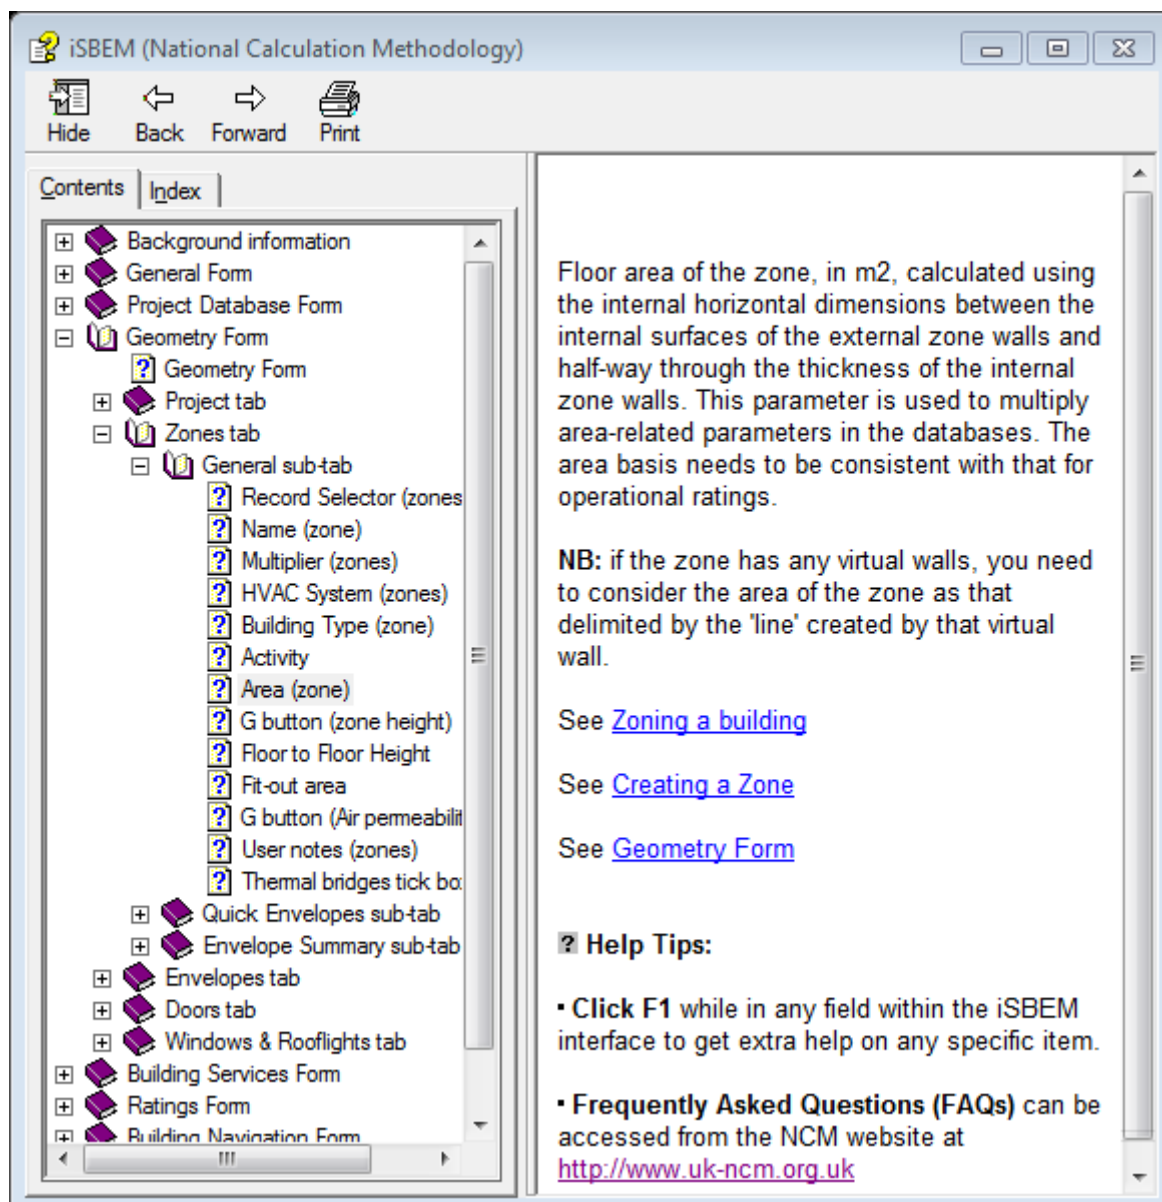 iSBEM (National Calculation Methodology)
Hide Back Forward Print
Contents Index
Background information
General Form
Project Database Form
Geometry Form
Geometry Form
Project tab
Zones tab
General sub-tab
Record Selector (zones
Name (zone)
Multiplier (zones)
HVAC System (zones)
Building Type (zone)
Activity
Area (zone)
G button (zone height)
Floor to Floor Height
Fit-out area
G button (Air permeabilit
User notes (zones)
Thermal bridges tick bo
Quick Envelopes sub-tab
Envelope Summary sub-tab
Envelopes tab
Doors tab
Windows & Rooflights tab
Building Services Form
Ratings Form
Building Navigation Form
Floor area of the zone, in m2, calculated using
the internal horizontal dimensions between the
internal surfaces of the external zone walls and
half-way through the thickness of the internal
zone walls. This parameter is used to multiply
area-related parameters in the databases. The
area basis needs to be consistent with that for
operational ratings.
NB: if the zone has any virtual walls, you need
to consider the area of the zone as that
delimited by the 'line' created by that virtual
wall.
See Zoning a building
See Creating a Zone
See Geometry Form
? Help Tips:
▪ Click F1 while in any field within the iSBEM
interface to get extra help on any specific item.
▪ Frequently Asked Questions (FAQs) can be
accessed from the NCM website at
http://www.uk-ncm.org.uk